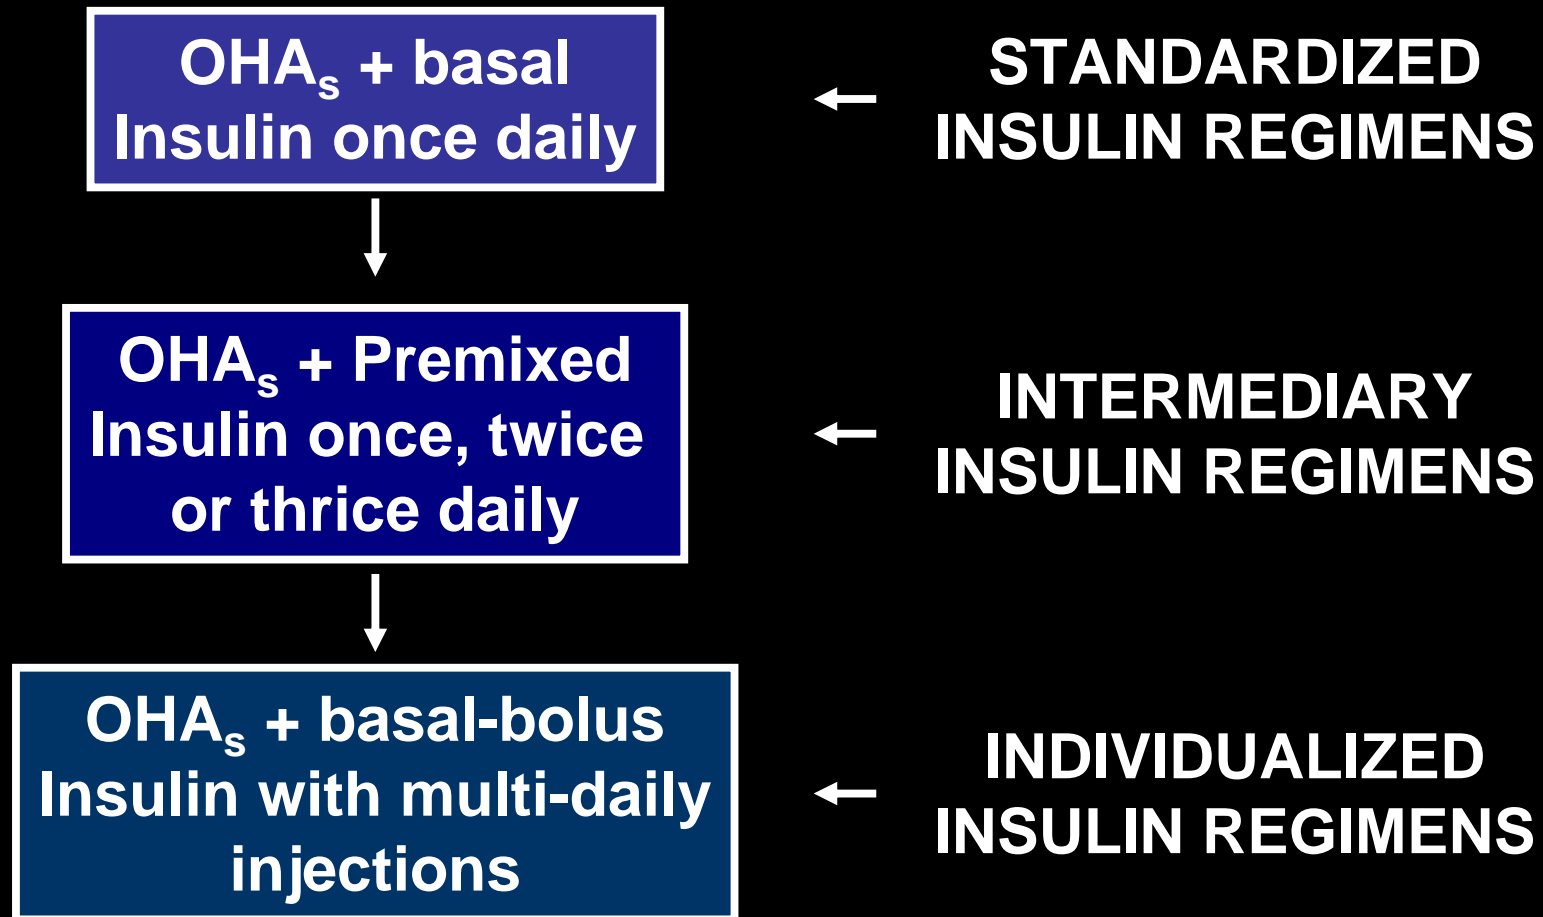 OHAs + basal
Insulin once daily
STANDARDIZED
INSULIN REGIMENS
OHAs + Premixed
Insulin once, twice
or thrice daily
INTERMEDIARY
INSULIN REGIMENS
OHAs + basal-bolus
Insulin with multi-daily
injections
INDIVIDUALIZED
INSULIN REGIMENS